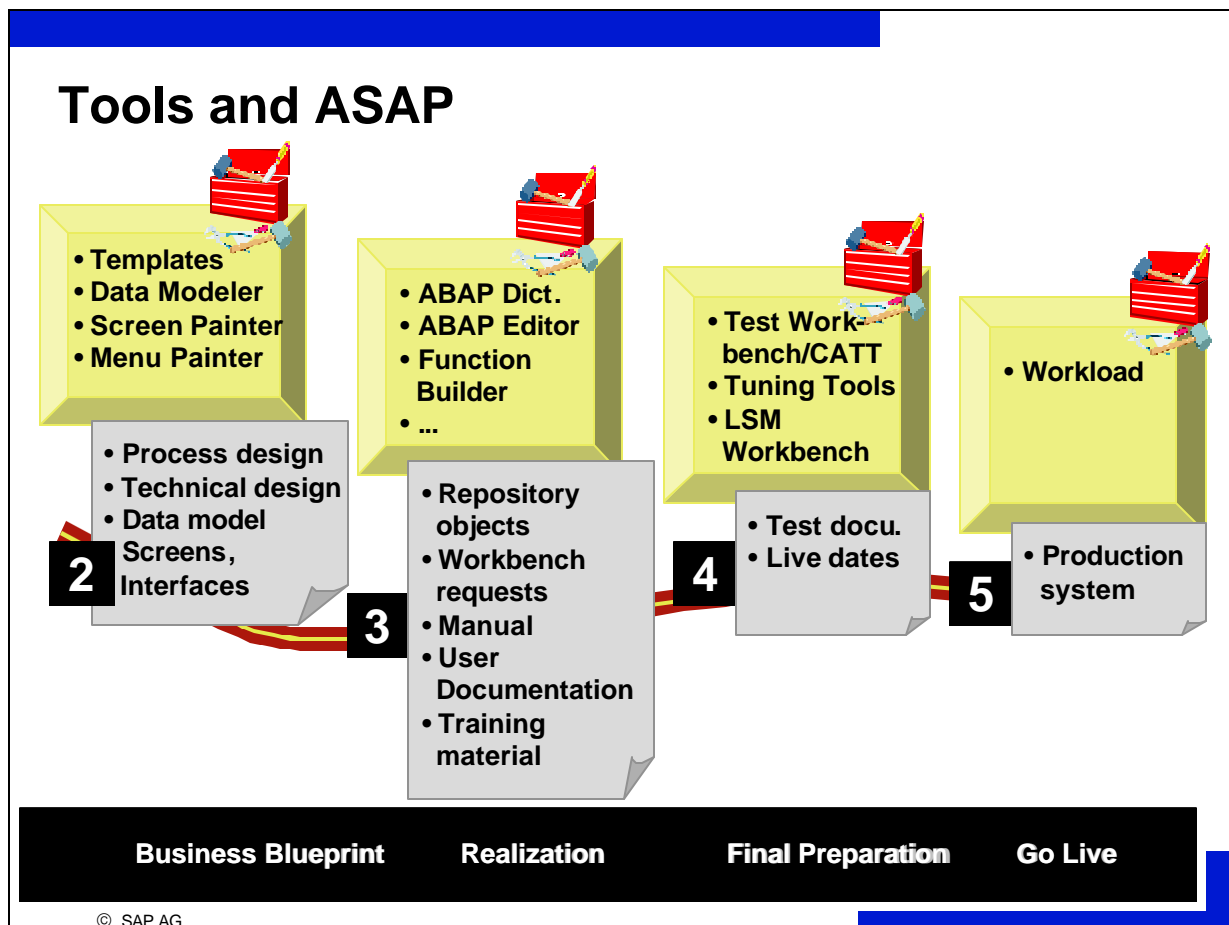 Tools and ASAP
• Templates
• Data Modeler
• Screen Painter
• Menu Painter
• Process design
• Technical design
• Data model
Screens,
Interfaces
2
• ABAP Dict.
• ABAP Editor
• Function
Builder
• ...
• Repository
objects
• Workbench
requests
• Manual
• User
Documentation
• Training
material
3
• Test Work-
bench/CATT
• Tuning Tools
• LSM
Workbench
• Test docu.
• Live dates
4
• Workload
• Production
system
5
Business Blueprint
Realization
Final Preparation
Go Live
© SAP AG